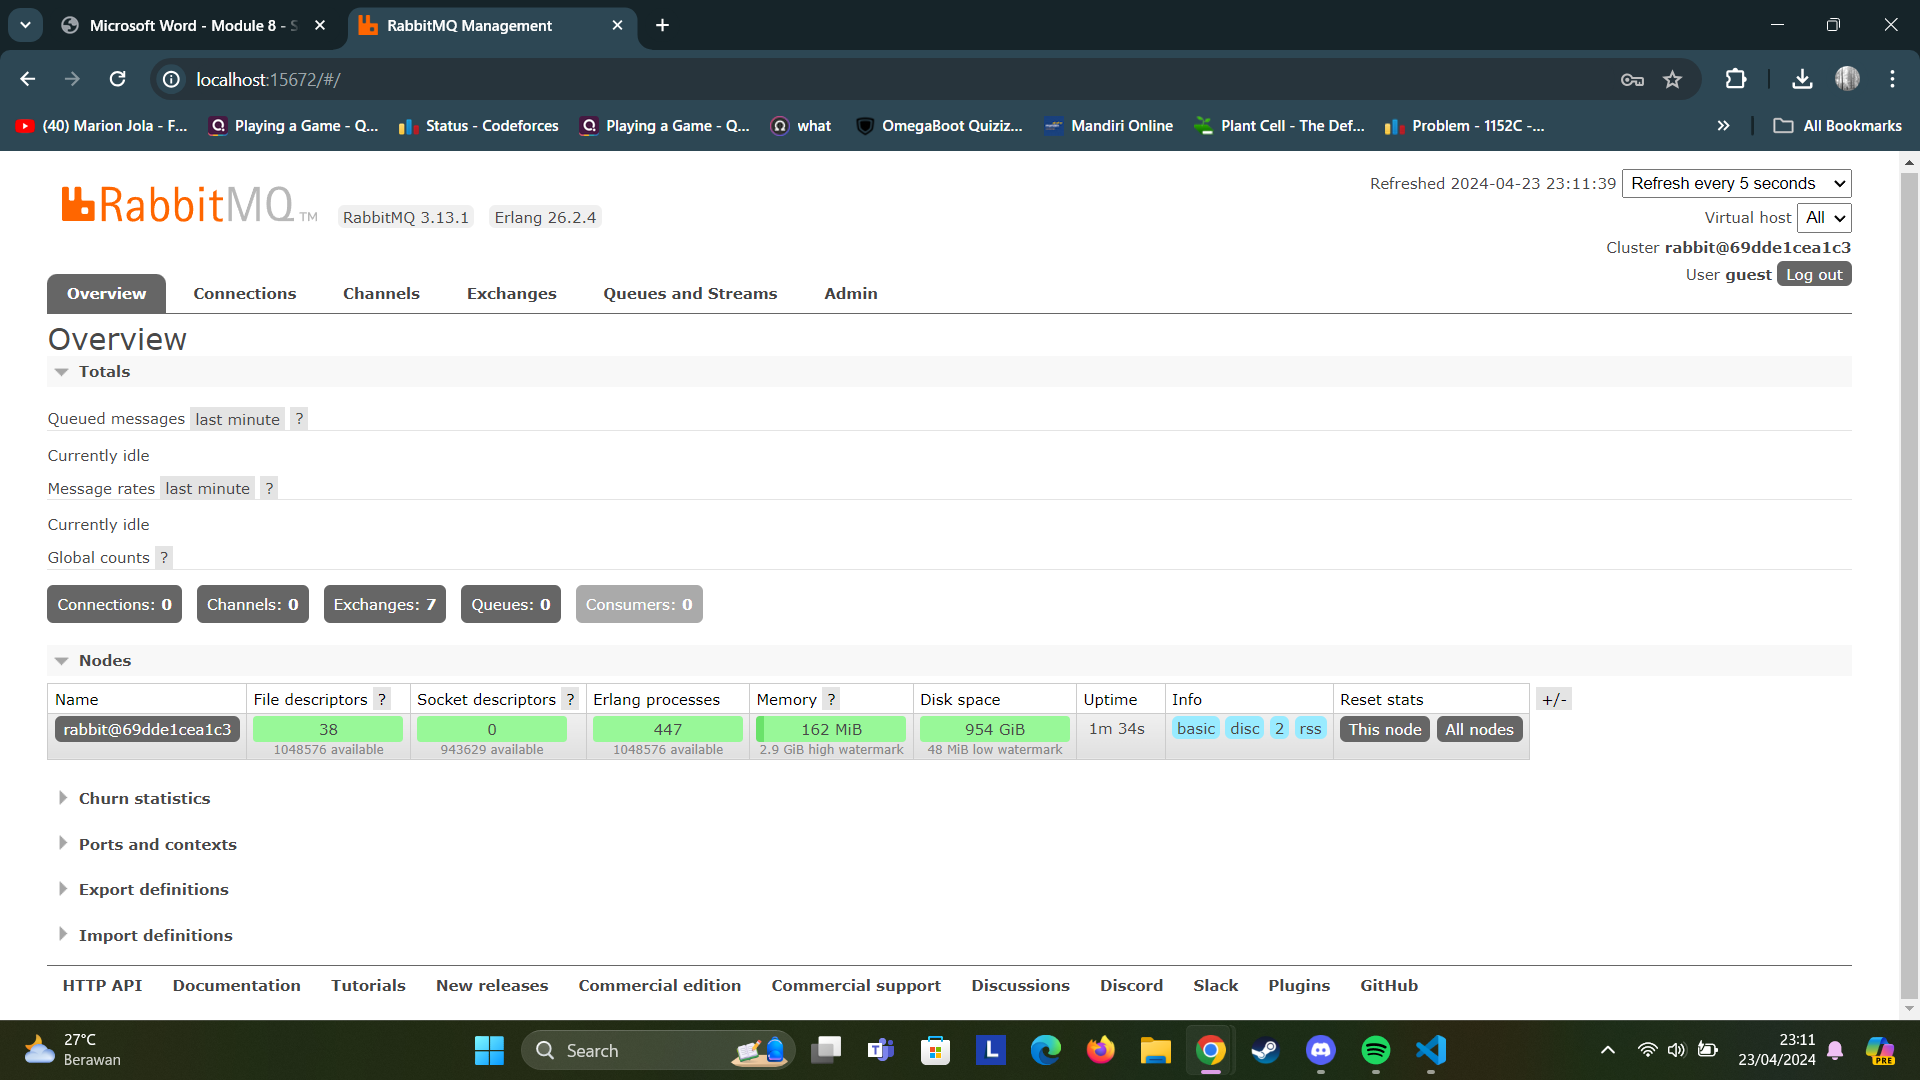 Microsoft Word - Module 8 - S
RabbitMQ Management
localhost:15672/#/
(40) Marion Jola - F...
Playing a Game - Q...
Status - Codeforces
Playing a Game - Q...
what
OmegaBoot Quiziz...
Mandiri Online
Plant Cell - The Def...
Problem - 1152C -...
All Bookmarks
RabbitMQ TM
RabbitMQ 3.13.1
Erlang 26.2.4
Refreshed 2024-04-23 23:11:39 Refresh every 5 seconds
Virtual host All
Cluster rabbit@69dde1cea1c3
User guest Log out
Overview Connections Channels Exchanges Queues and Streams Admin
Overview
Totals
Queued messages last minute ?
Currently idle
Message rates last minute ?
Currently idle
Global counts ?
Connections: 0 Channels: 0 Exchanges: 7 Queues: 0 Consumers: 0
Nodes
Name File descriptors ? Socket descriptors ? Erlang processes Memory ? Disk space Uptime Info Reset stats +/-
rabbit@69dde1cea1c3 38 0 447 162 MiB 954 GiB 1m 34s basic disc 2 rss This node All nodes
1048576 available 943629 available 1048576 available 2.9 GiB high watermark 48 MiB low watermark
Churn statistics
Ports and contexts
Export definitions
Import definitions
HTTP API Documentation Tutorials New releases Commercial edition Commercial support Discussions Discord Slack Plugins GitHub
27°C
Berawan
Search
L
23:11
23/04/2024
PRE